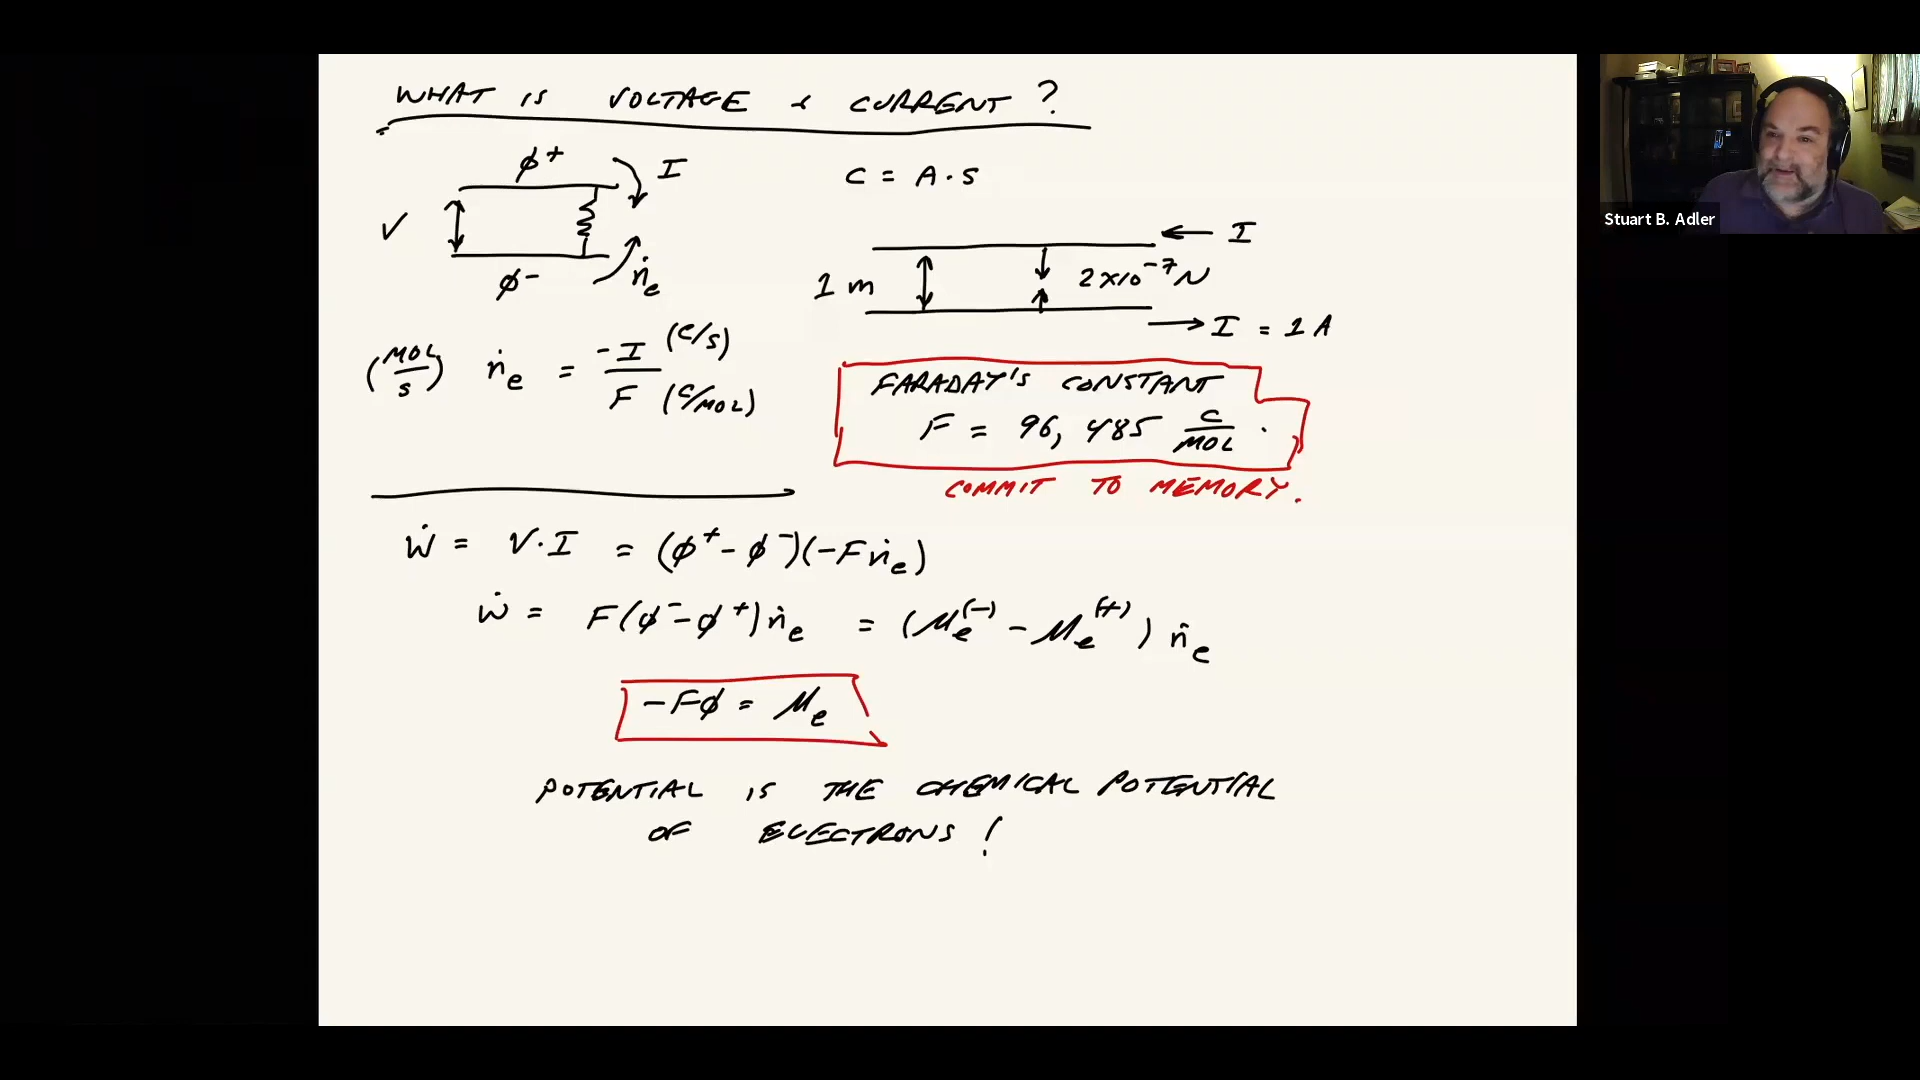 WHAT IS VOLTAGE & CURRENT?
ϕ+
I
V
ϕ−
ṅe
C = A·S
I
1 m
2×10⁻⁷ N
I = 1 A
(MOL/S) ṅe = −I (C/S) / F (C/MOL)
FARADAY'S CONSTANT
F = 96,485 C/MOL
COMMIT TO MEMORY.
Ẇ = V·I = (ϕ+ − ϕ−)(−Fṅe)
Ẇ = F(ϕ− − ϕ+)ṅe = (μe(−) − μe(+)) ṅe
−Fϕ = μe
POTENTIAL IS THE CHEMICAL POTENTIAL
OF ELECTRONS!
Stuart B. Adler